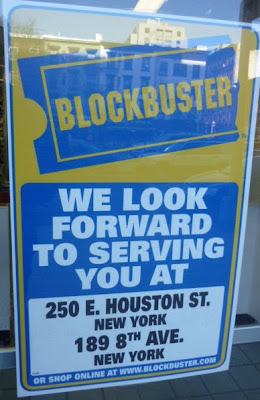 BLOCKBUSTER
WE LOOK
FORWARD
TO SERVING
YOU AT
250 E. HOUSTON ST.
NEW YORK
189 8TH AVE.
NEW YORK
OR SHOP ONLINE AT WWW.BLOCKBUSTER.COM